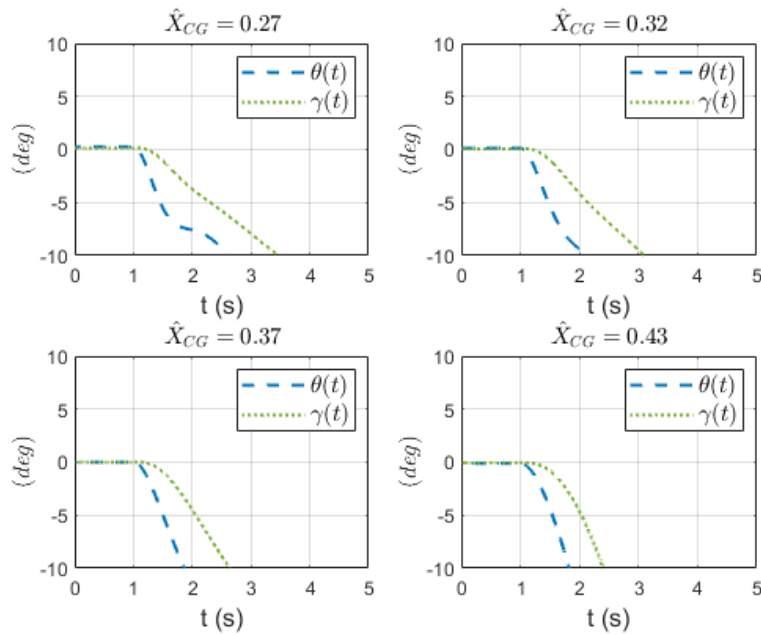 X̂_CG = 0.27
10
5
0
-5
-10
(deg)
θ(t)
γ(t)
0 1 2 3 4 5
t (s)
X̂_CG = 0.32
10
5
0
-5
-10
(deg)
θ(t)
γ(t)
0 1 2 3 4 5
t (s)
X̂_CG = 0.37
10
5
0
-5
-10
(deg)
θ(t)
γ(t)
0 1 2 3 4 5
t (s)
X̂_CG = 0.43
10
5
0
-5
-10
(deg)
θ(t)
γ(t)
0 1 2 3 4 5
t (s)